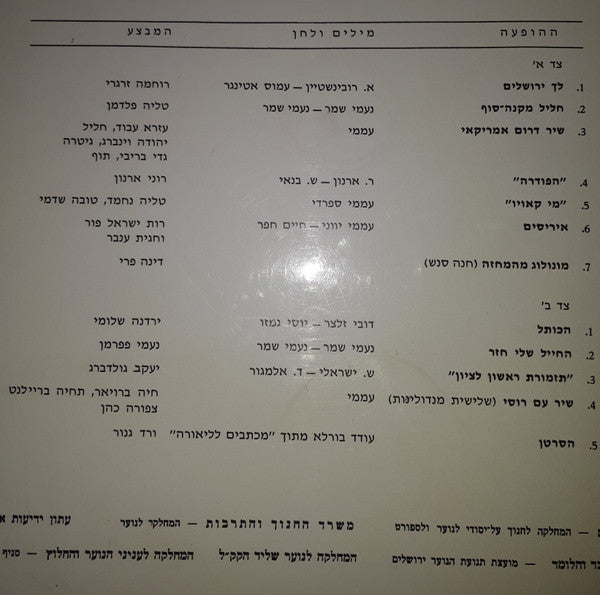 ההופעה מילים ולחן המבצע
צד א'
1. לך ירושלים א. רובינשטיין – עמוס אטינגר רוחמה זרגרי
2. חליל מקנה־סוף נעמי שמר – נעמי שמר טליה פלדמן
3. שיר דרום אמריקאי עממי עזרא עבוד, חליל
יהודה וינברג, גיטרה
גדי בריבי, תוף
4. "הפודרה" ר. ארנון – ש. בנאי רוני ארנון
5. "מי קאויו" עממי ספרדי טליה נחמד, טובה שדמי
6. איריסים עממי יווני – חיים חפר רות ישראל פור
וחגית ענבר
7. מונולוג מהמחזה (חנה סנש) דינה פרי
צד ב'
1. הכותל דובי זלצר – יוסי גמזו ירדנה שלומי
2. החייל שלי חזר נעמי שמר – נעמי שמר נעמי פפרמן
3. "תזמורת ראשון לציון" ש. ישראלי – ד. אלמגור יעקב גולדברג
4. שיר עם רוסי (שלישית מנדולינות) עממי חיה ברויאר, תחיה בריילנט
צפורה כהן
5. הסרטן עודד בורלא מתוך "מכתבים לליאורה" ורד גנור
– המחלקה לחנוך על־יסודי לנוער ולספורט משרד החנוך והתרבות – המחלקר לנוער עתון ידיעות
והלומד – מועצת תנועת הנוער ירושלים המחלקה לנוער שליד הקק"ל המחלקה לעניני הנוער והחלוץ – סניף